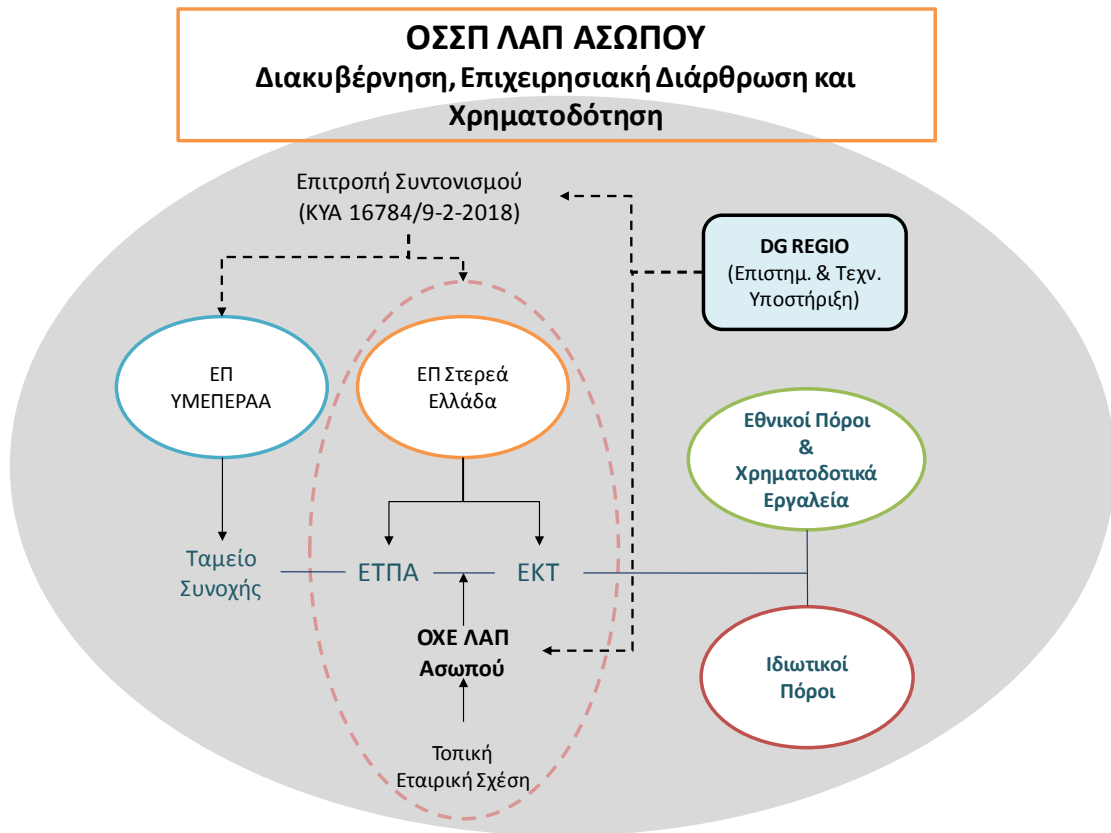 ΟΣΣΠ ΛΑΠ ΑΣΩΠΟΥ
Διακυβέρνηση, Επιχειρησιακή Διάρθρωση και
Χρηματοδότηση
Επιτροπή Συντονισμού
(ΚΥΑ 16784/9-2-2018)
DG REGIO
(Επιστημ. & Τεχν.
Υποστήριξη)
ΕΠ
ΥΜΕΠΕΡΑΑ
ΕΠ Στερεά
Ελλάδα
Εθνικοί Πόροι
&
Χρηματοδοτικά
Εργαλεία
Ταμείο
Συνοχής
ΕΤΠΑ
ΕΚΤ
ΟΧΕ ΛΑΠ
Ασωπού
Ιδιωτικοί
Πόροι
Τοπική
Εταιρική Σχέση